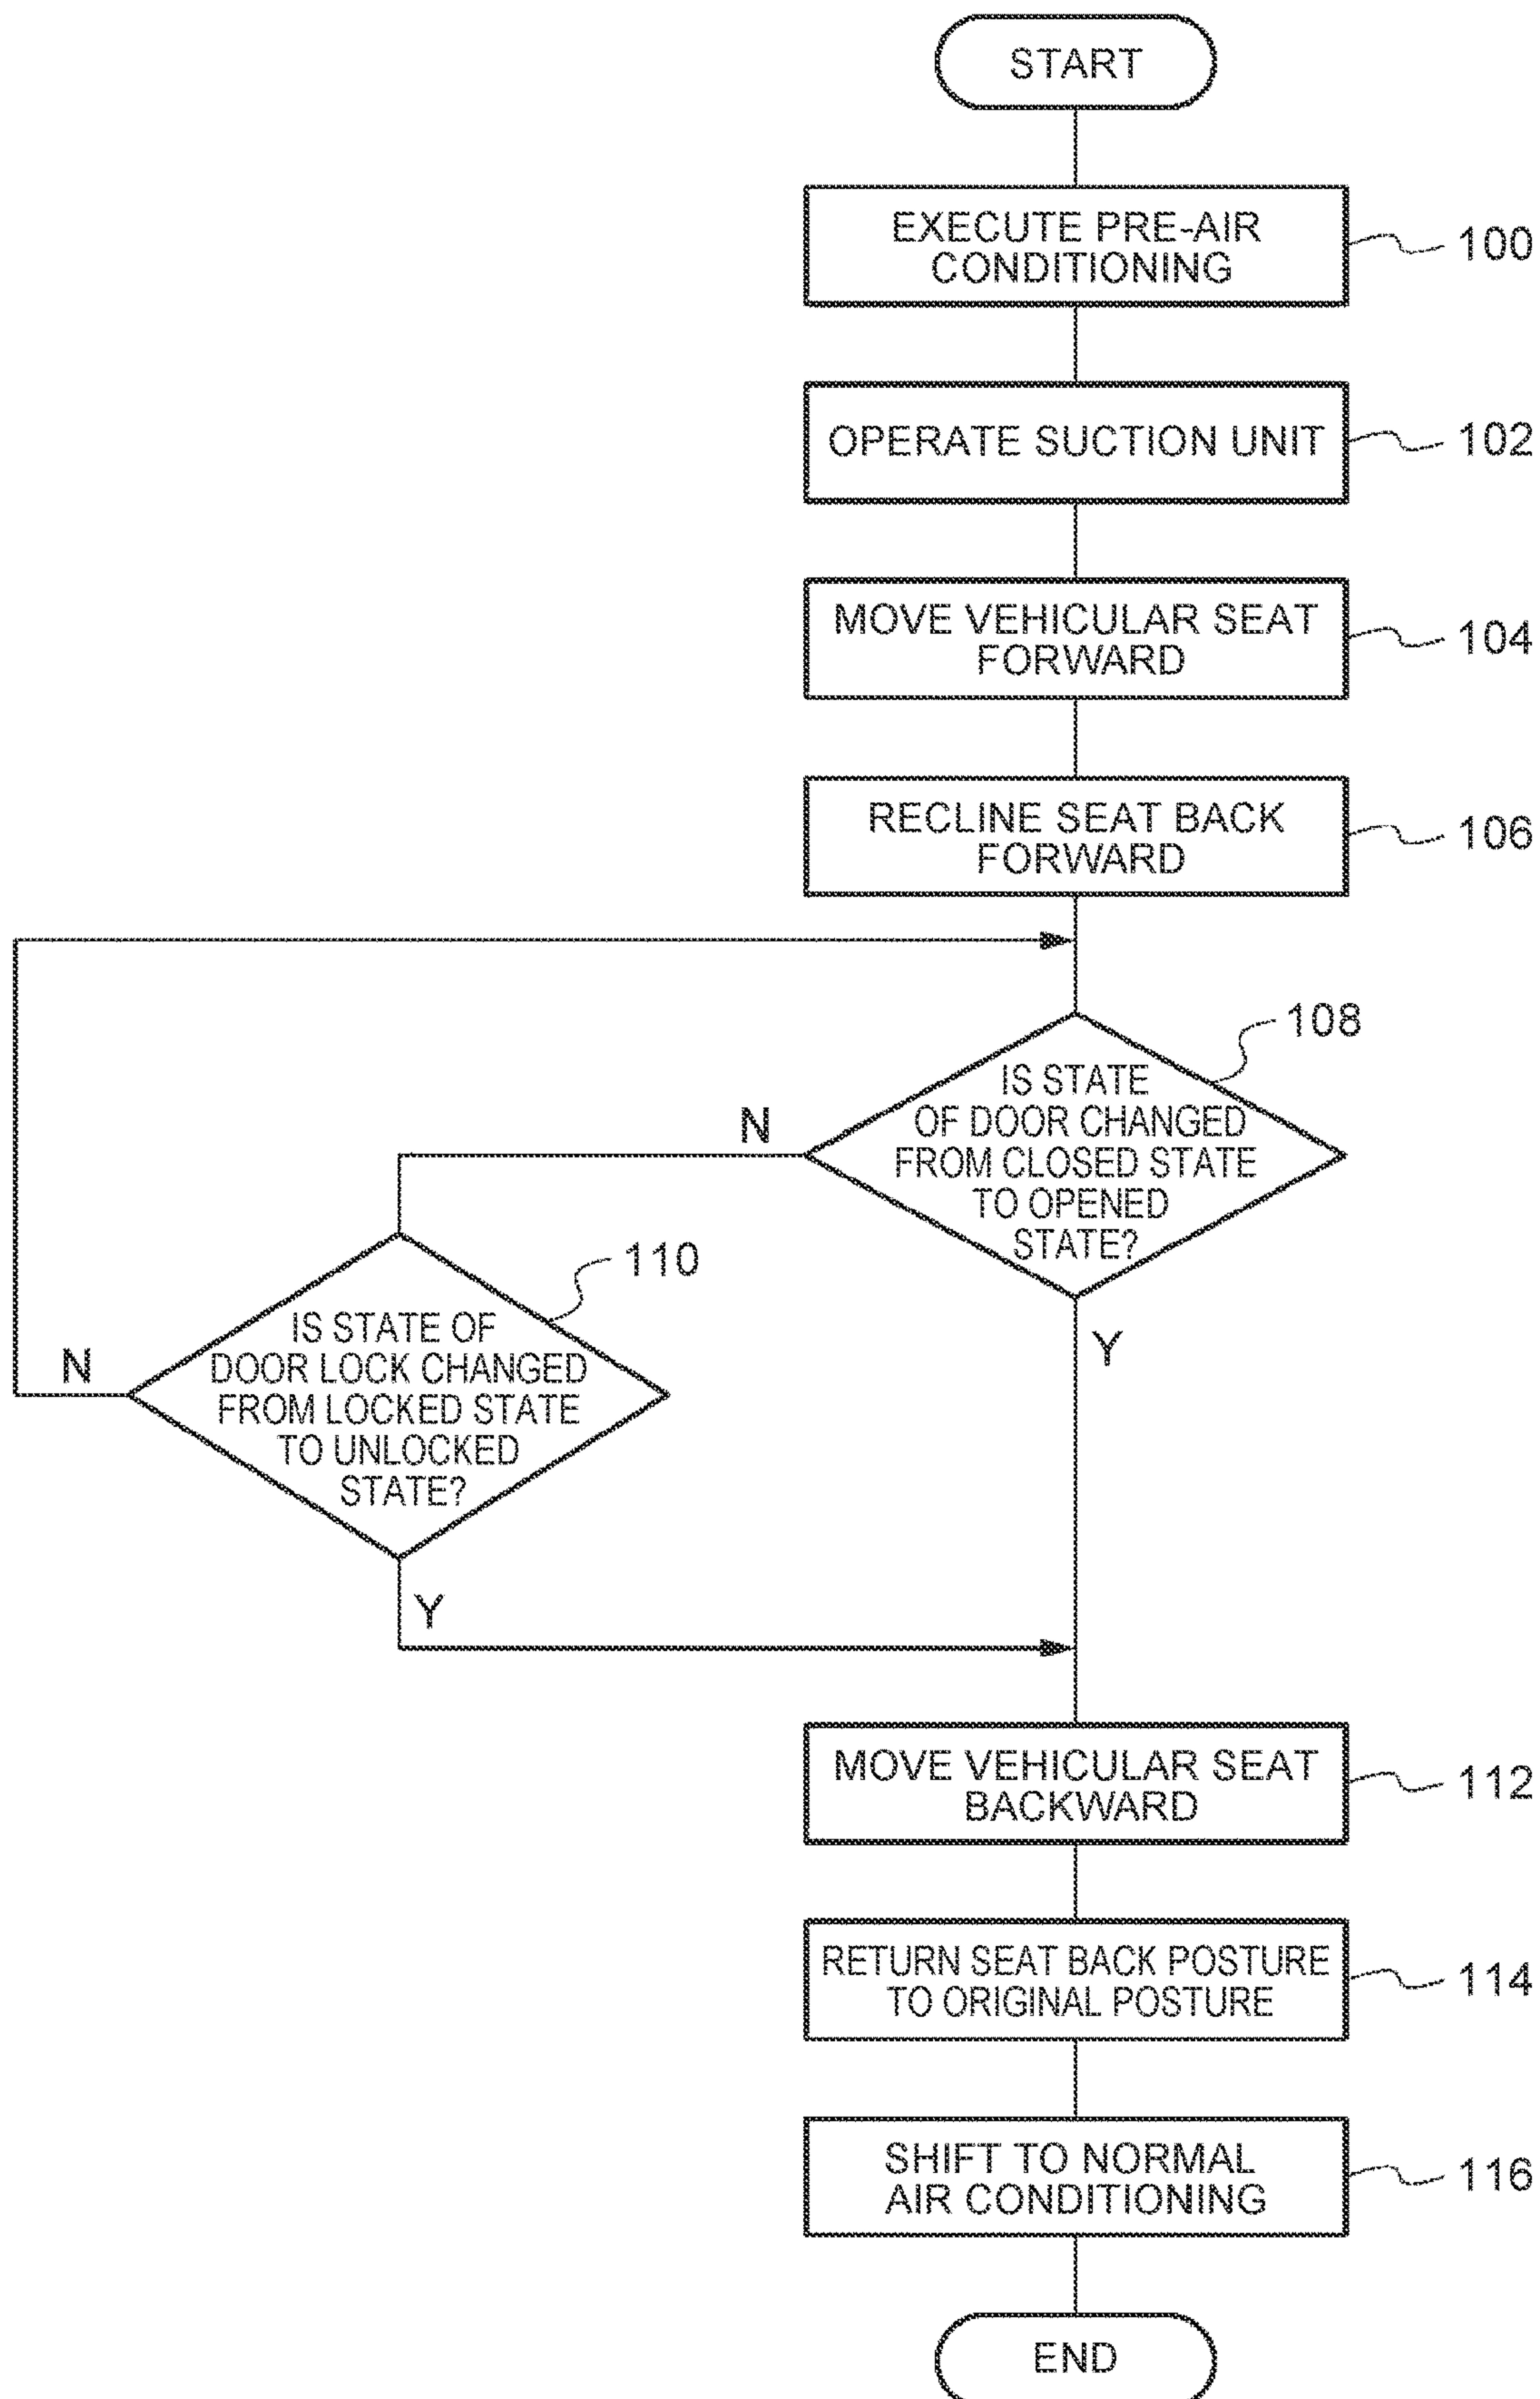 START
EXECUTE PRE-AIR
CONDITIONING
100
OPERATE SUCTION UNIT
102
MOVE VEHICULAR SEAT
FORWARD
104
RECLINE SEAT BACK
FORWARD
106
108
IS STATE
OF DOOR CHANGED
FROM CLOSED STATE
TO OPENED
STATE?
N
Y
110
IS STATE OF
DOOR LOCK CHANGED
FROM LOCKED STATE
TO UNLOCKED
STATE?
N
Y
MOVE VEHICULAR SEAT
BACKWARD
112
RETURN SEAT BACK POSTURE
TO ORIGINAL POSTURE
114
SHIFT TO NORMAL
AIR CONDITIONING
116
END